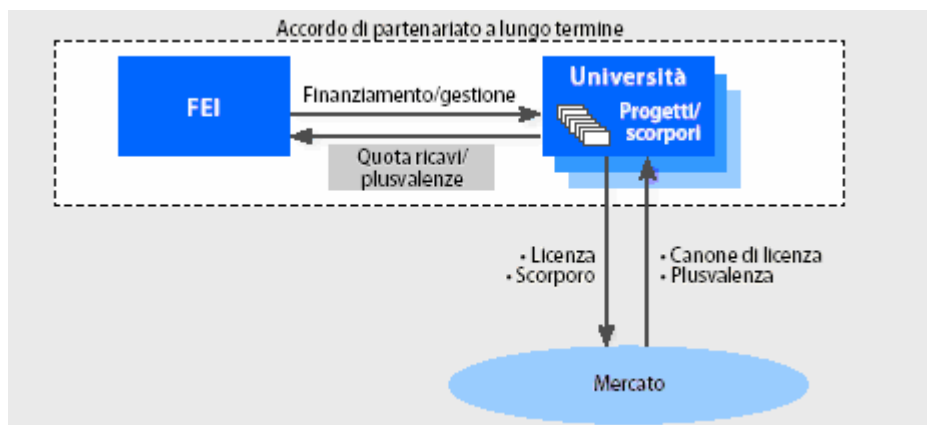 Accordo di partenariato a lungo termine
FEI
Finanziamento/gestione
Quota ricavi/
plusvalenze
Università
Progetti/
scorpori
• Licenza
• Scorporo
• Canone di licenza
• Plusvalenza
Mercato